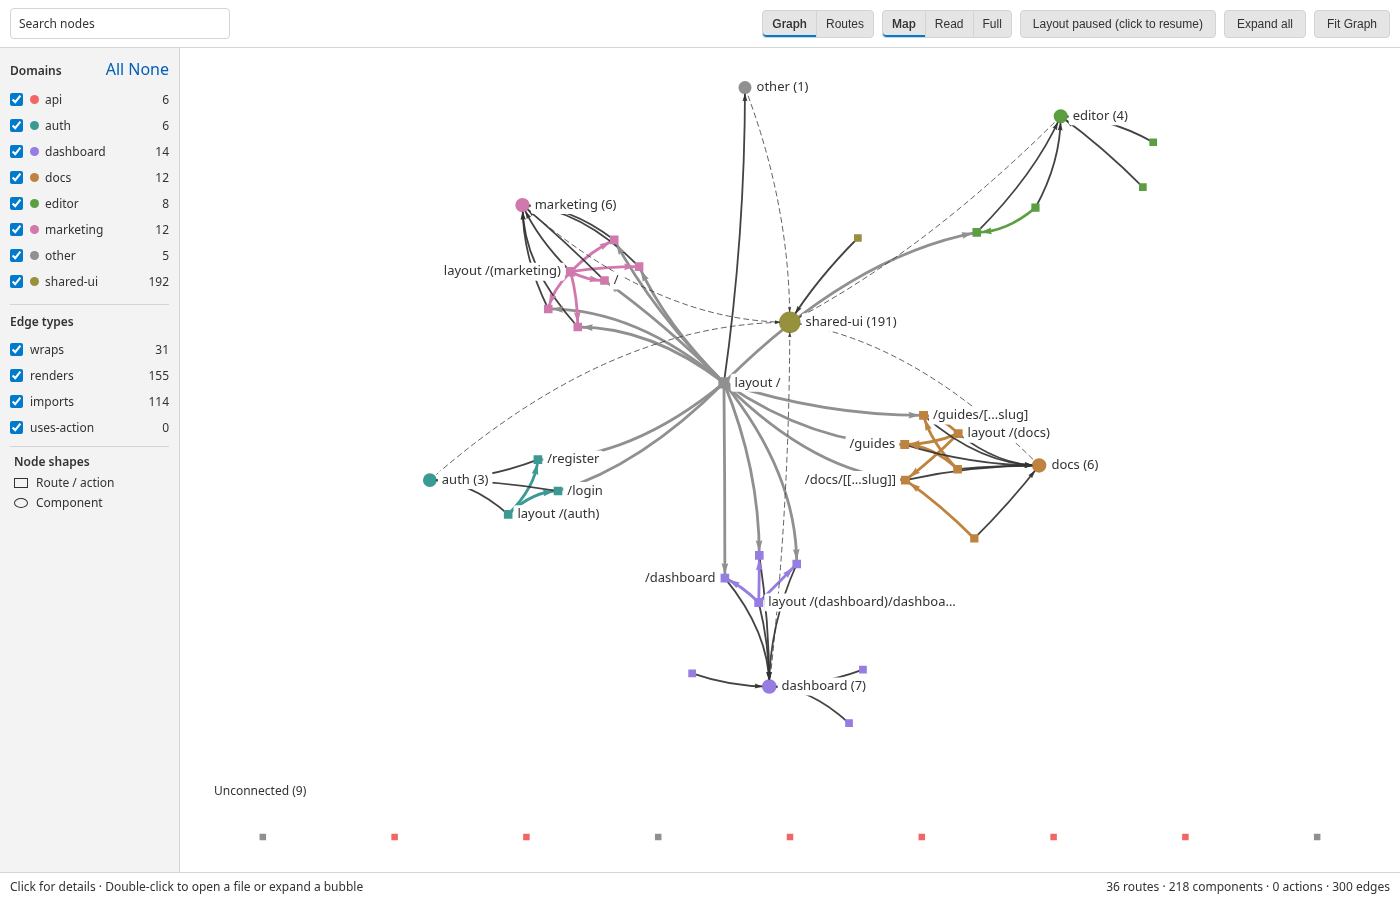 Search nodes
Graph Routes Map Read Full Layout paused (click to resume) Expand all Fit Graph
Domains All None
api 6
auth 6
dashboard 14
docs 12
editor 8
marketing 12
other 5
shared-ui 192
Edge types
wraps 31
renders 155
imports 114
uses-action 0
Node shapes
Route / action
Component
other (1)
editor (4)
marketing (6)
layout /(marketing)
/
shared-ui (191)
layout /
/guides/[...slug]
layout /(docs)
/guides
docs (6)
/docs/[[...slug]]
/register
auth (3)
/login
layout /(auth)
/dashboard
layout /(dashboard)/dashboa...
dashboard (7)
Unconnected (9)
Click for details · Double-click to open a file or expand a bubble
36 routes · 218 components · 0 actions · 300 edges